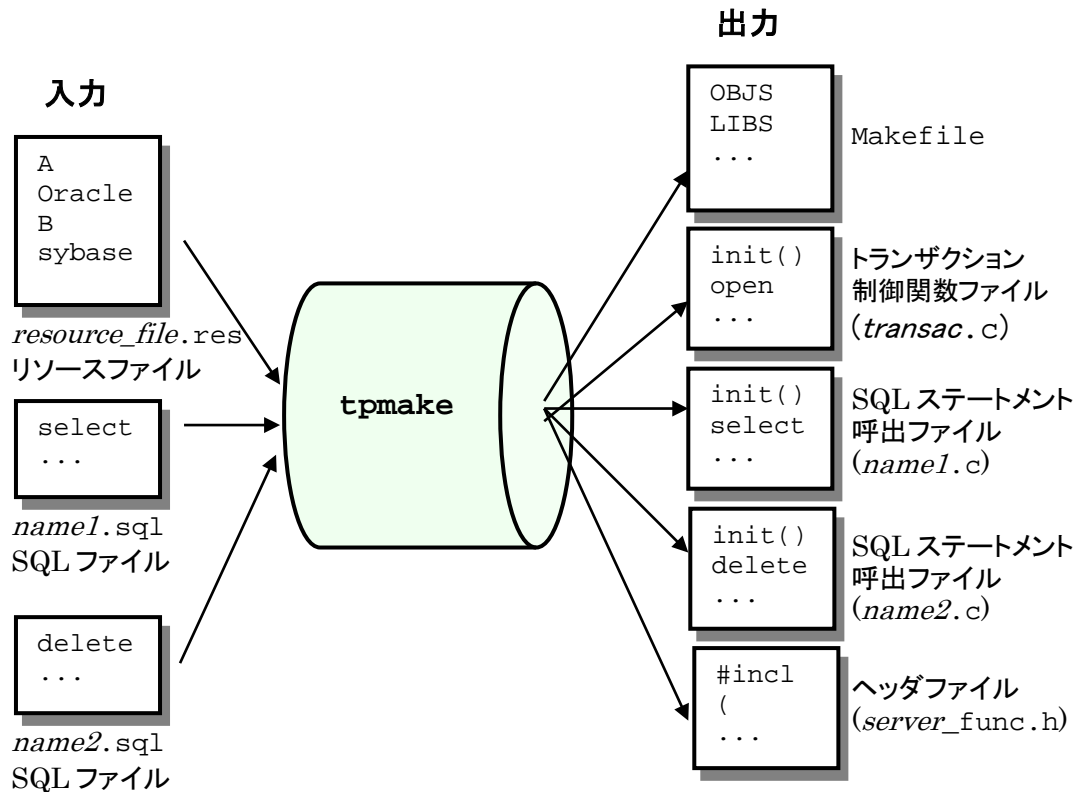 入力
A
Oracle
B
sybase
resource_file.res
リソースファイル
select
...
name1.sql
SQL ファイル
delete
...
name2.sql
SQL ファイル
tpmake
出力
OBJS
LIBS
...
Makefile
init()
open
...
トランザクション
制御関数ファイル
(transac.c)
init()
select
...
SQL ステートメント
呼出ファイル
(name1.c)
init()
delete
...
SQL ステートメント
呼出ファイル
(name2.c)
#incl
(
...
ヘッダファイル
(server_func.h)